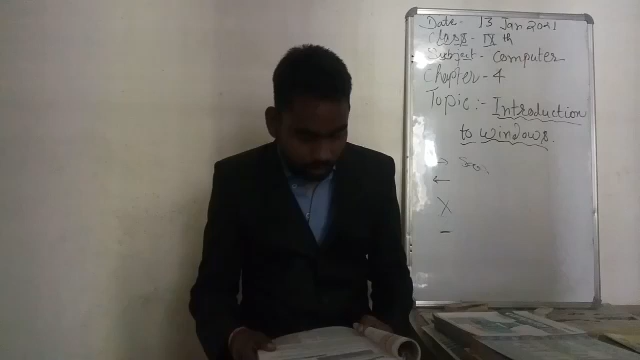 Date - 13 Jan 2021
Class - IX th
Subject - Computer
Chapter - 4
Topic :- Introduction
to windows.
→
←
X
-